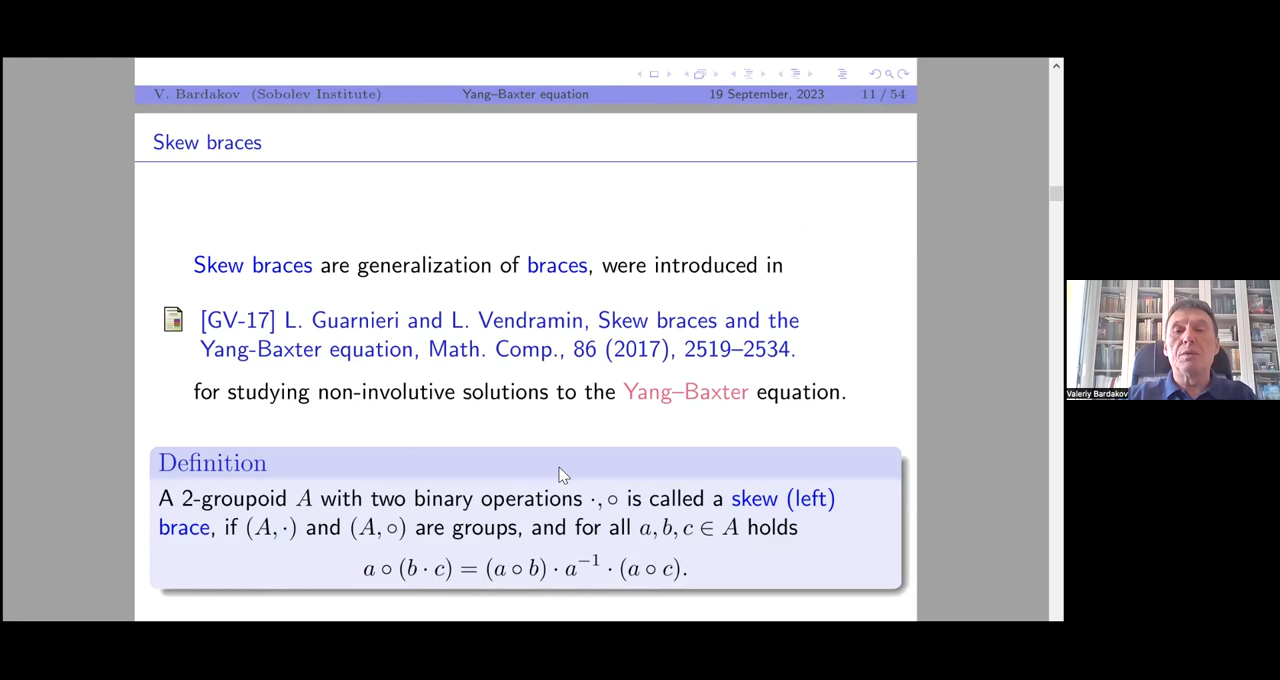 V. Bardakov (Sobolev Institute) Yang–Baxter equation 19 September, 2023 11 / 54
Skew braces
Skew braces are generalization of braces, were introduced in
[GV-17] L. Guarnieri and L. Vendramin, Skew braces and the
Yang-Baxter equation, Math. Comp., 86 (2017), 2519–2534.
for studying non-involutive solutions to the Yang–Baxter equation.
Definition
A 2-groupoid A with two binary operations ·, ∘ is called a skew (left)
brace, if (A, ·) and (A, ∘) are groups, and for all a, b, c ∈ A holds
a ∘ (b · c) = (a ∘ b) · a⁻¹ · (a ∘ c).
Valeriy Bardakov